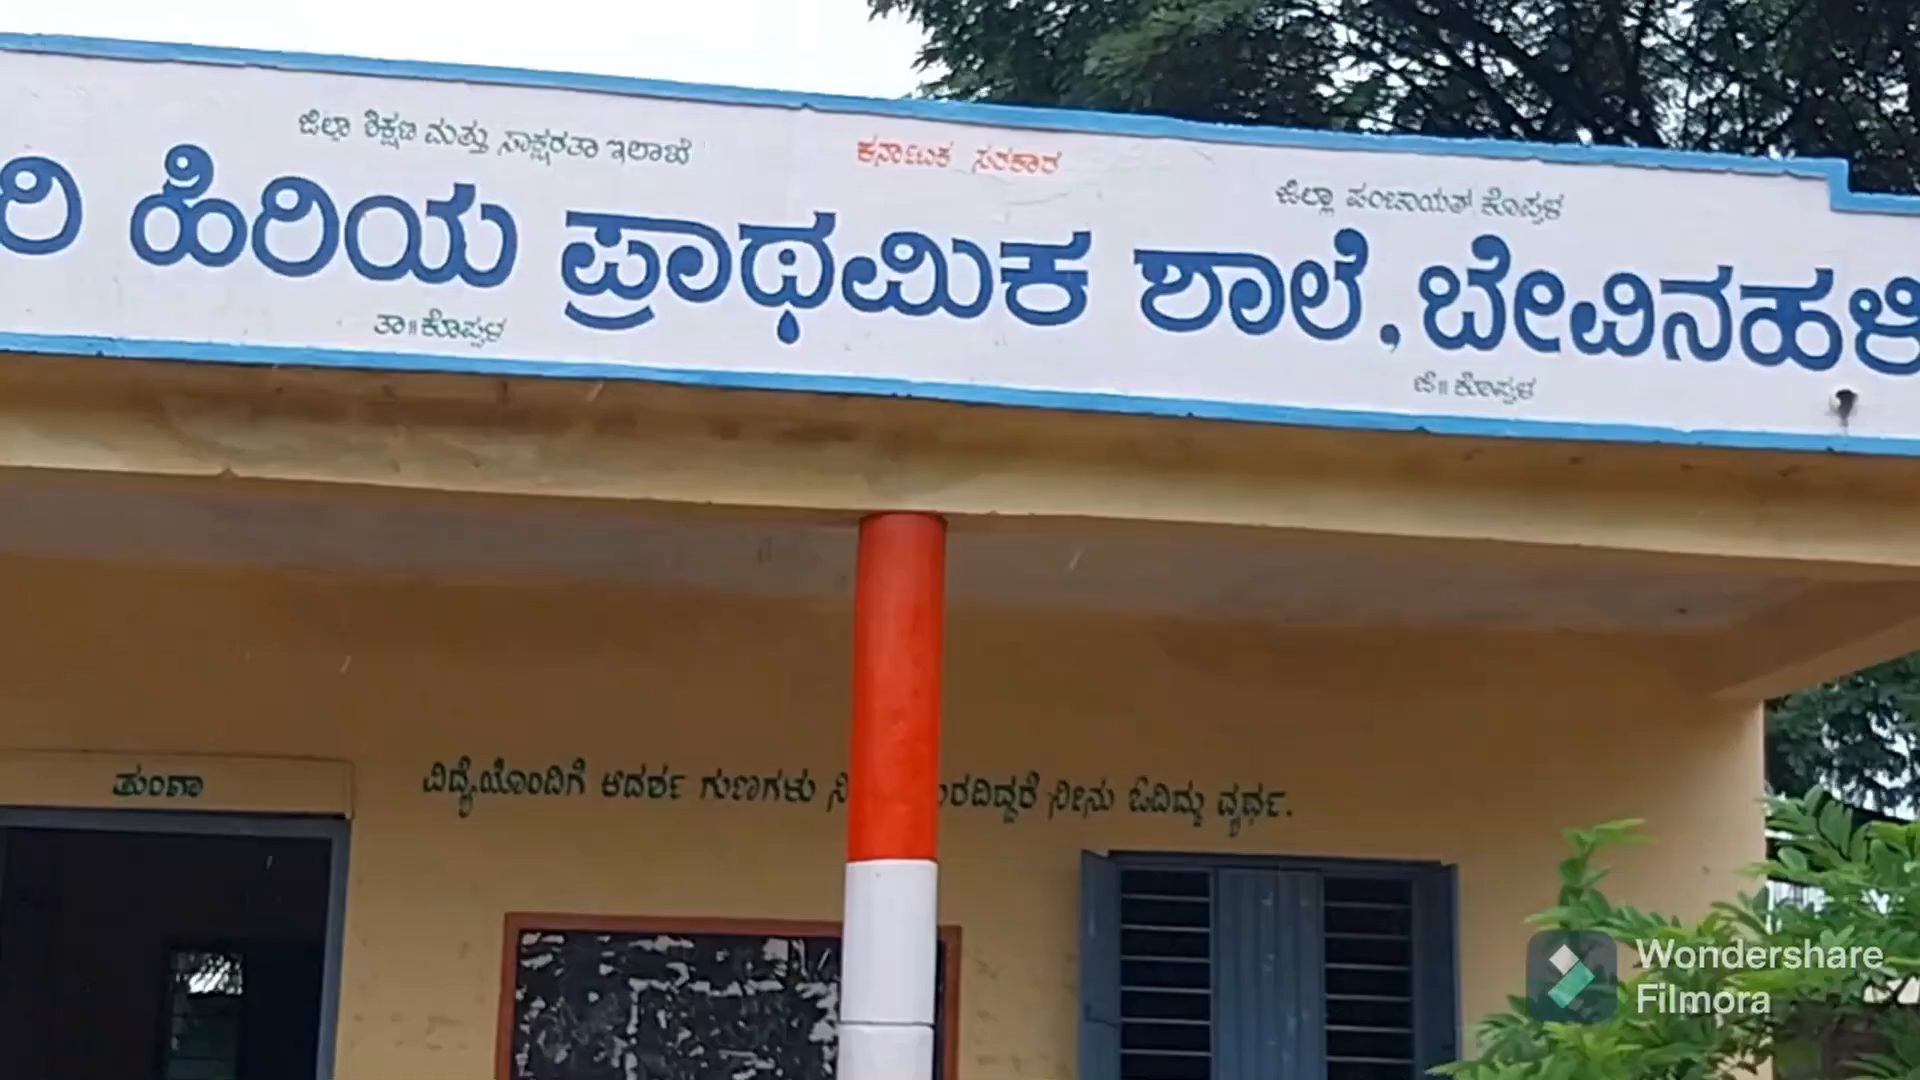 ಜಿಲ್ಲಾ ಶಿಕ್ಷಣ ಮತ್ತು ಸಾಕ್ಷರತಾ ಇಲಾಖೆ
ಕರ್ನಾಟಕ ಸರಕಾರ
ಜಿಲ್ಲಾ ಪಂಚಾಯತ್ ಕೊಪ್ಪಳ
ರಿ ಹಿರಿಯ ಪ್ರಾಥಮಿಕ ಶಾಲೆ, ಬೇವಿನಹಳಿ
ತಾ॥ ಕೊಪ್ಪಳ
ಜಿ॥ ಕೊಪ್ಪಳ
ತುಂಗಾ
ವಿದ್ಯೆಯೊಂದಿಗೆ ಆದರ್ಶ ಗುಣಗಳು ನಿ ಬರದಿದ್ದರೆ ನೀನು ಓದಿದ್ದು ವ್ಯರ್ಥ.
Wondershare
Filmora